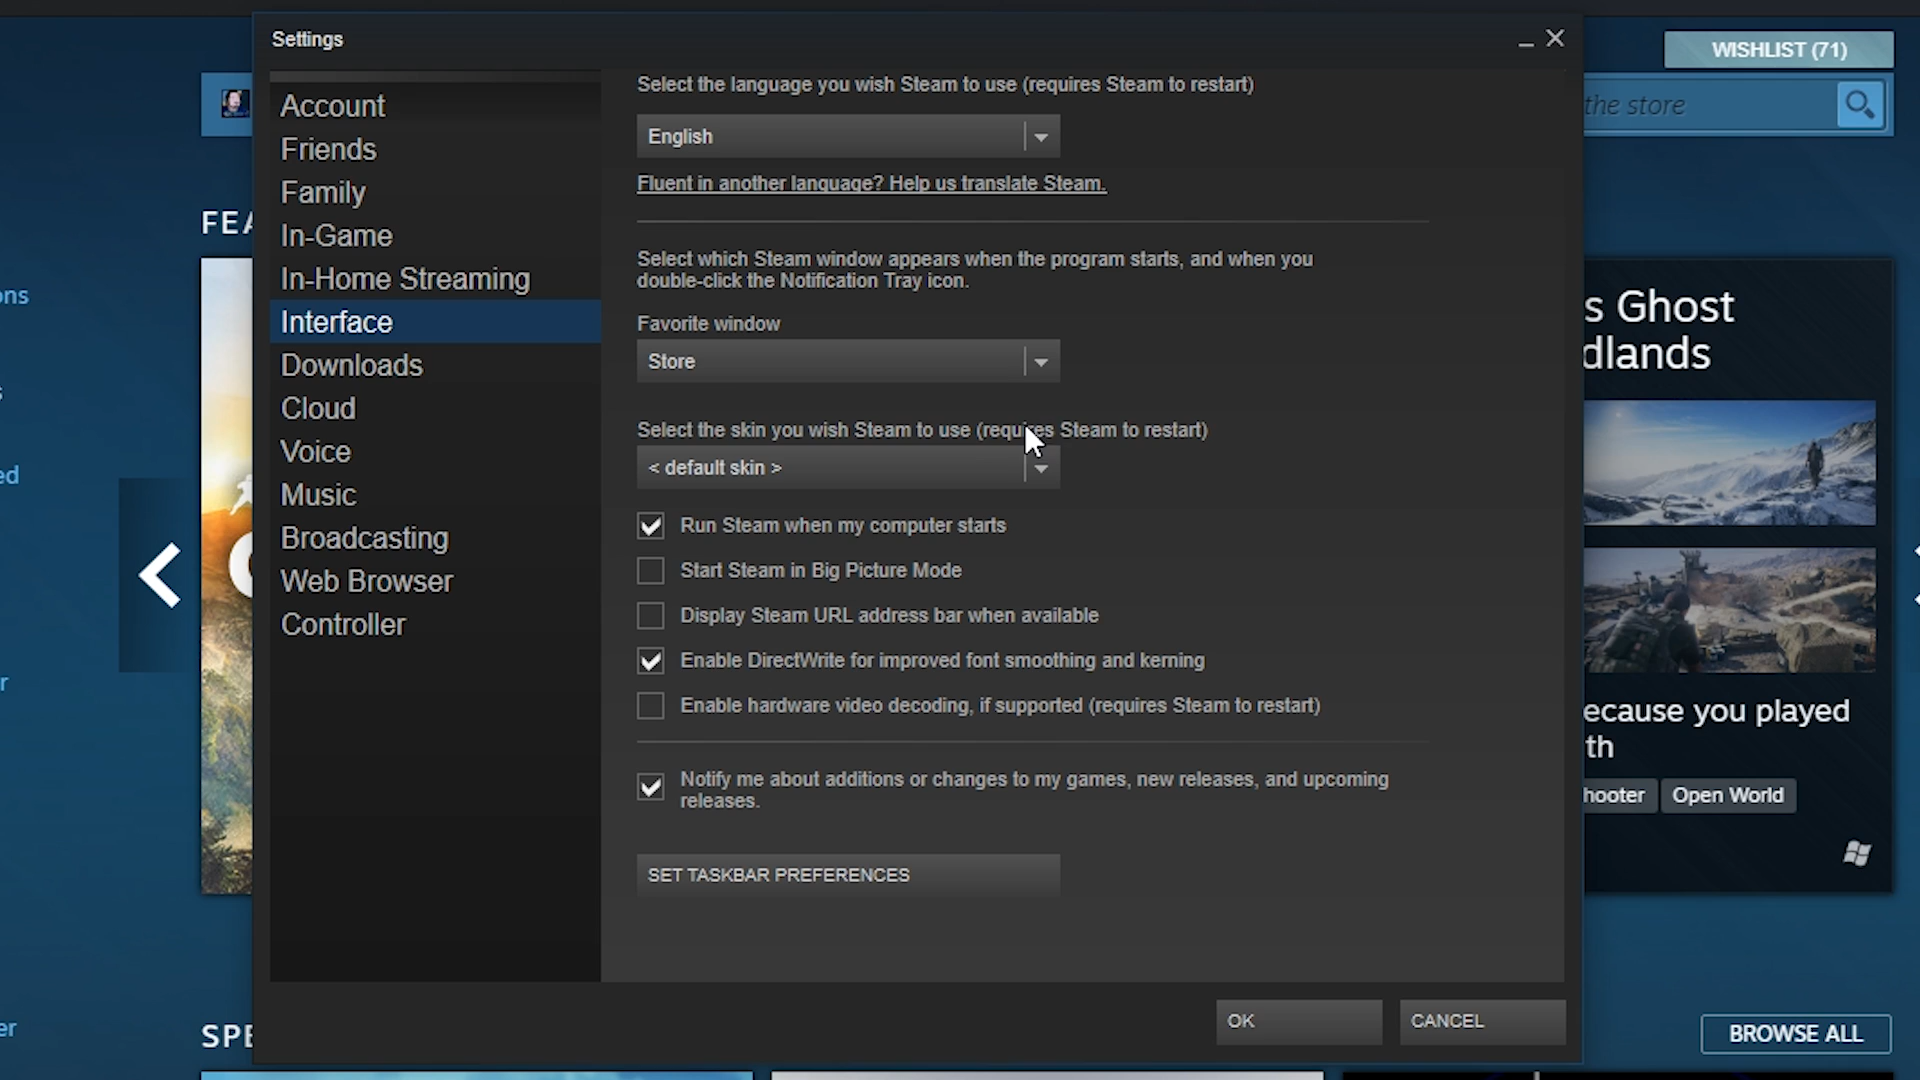 Settings
WISHLIST (71)
the store
Account
Friends
Family
In-Game
In-Home Streaming
Interface
Downloads
Cloud
Voice
Music
Broadcasting
Web Browser
Controller
Select the language you wish Steam to use (requires Steam to restart)
English
Fluent in another language? Help us translate Steam.
Select which Steam window appears when the program starts, and when you
double-click the Notification Tray icon.
Favorite window
Store
Select the skin you wish Steam to use (requires Steam to restart)
< default skin >
Run Steam when my computer starts
Start Steam in Big Picture Mode
Display Steam URL address bar when available
Enable DirectWrite for improved font smoothing and kerning
Enable hardware video decoding, if supported (requires Steam to restart)
Notify me about additions or changes to my games, new releases, and upcoming
releases.
SET TASKBAR PREFERENCES
OK
CANCEL
FEA
ons
ed
r
er
SPE
s Ghost
dlands
ecause you played
th
hooter
Open World
BROWSE ALL